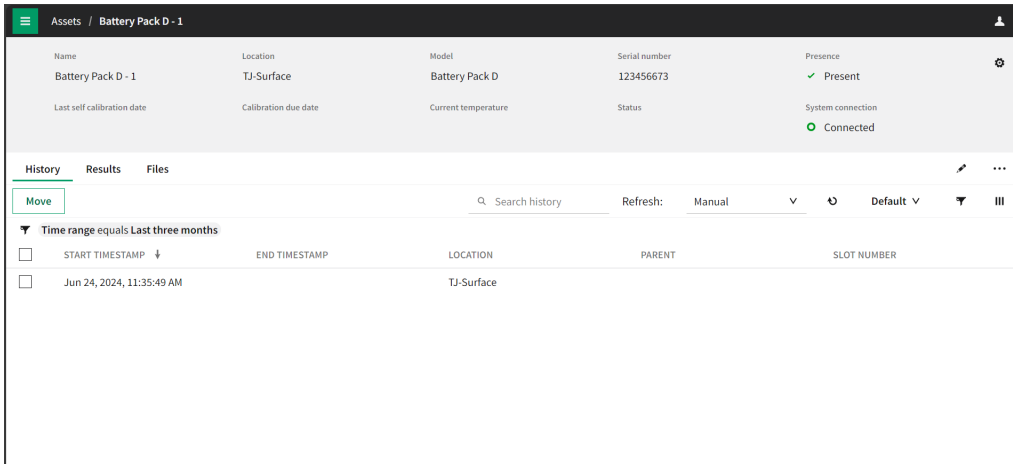 Assets / Battery Pack D - 1
Name Location Model Serial number Presence
Battery Pack D - 1 TJ-Surface Battery Pack D 123456673 Present
Last self calibration date Calibration due date Current temperature Status System connection
Connected
History Results Files
Move Search history Refresh: Manual Default
Time range equals Last three months
START TIMESTAMP END TIMESTAMP LOCATION PARENT SLOT NUMBER
Jun 24, 2024, 11:35:49 AM TJ-Surface